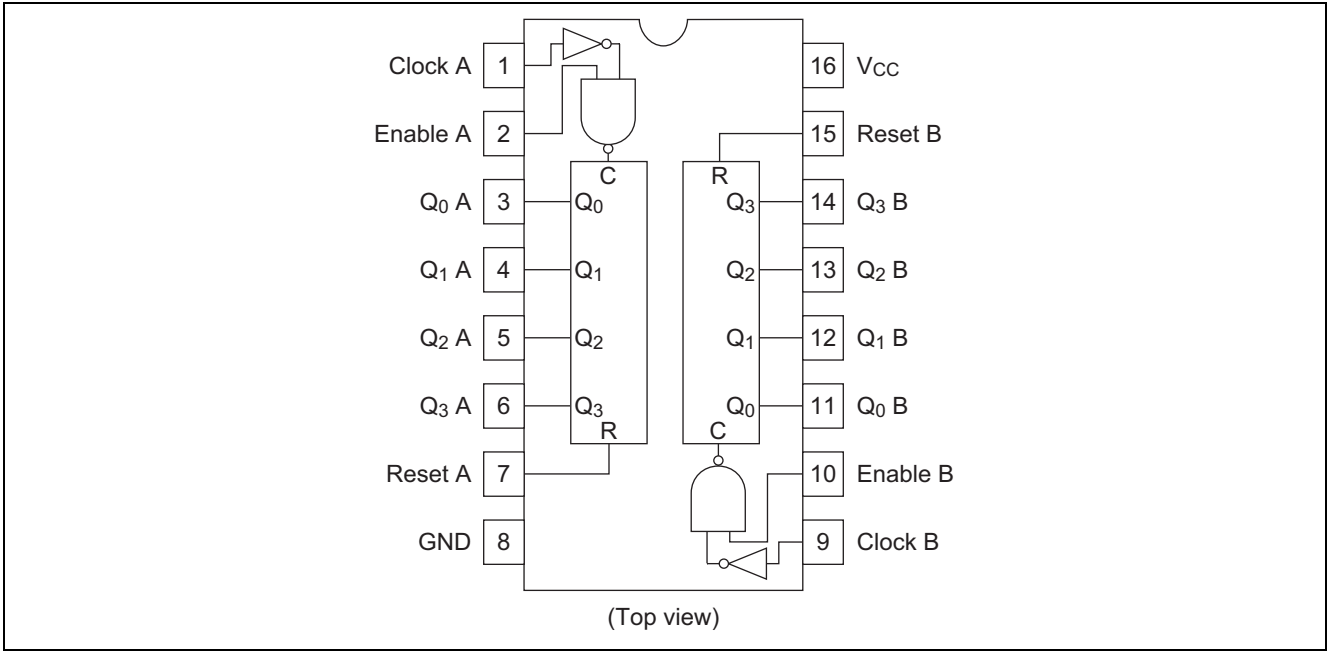 Clock A 1 16 VCC
Enable A 2 15 Reset B
C R
Q0 A 3 Q0 Q3 14 Q3 B
Q1 A 4 Q1 Q2 13 Q2 B
Q2 A 5 Q2 Q1 12 Q1 B
Q3 A 6 Q3 Q0 11 Q0 B
R C
Reset A 7 10 Enable B
GND 8 9 Clock B
(Top view)